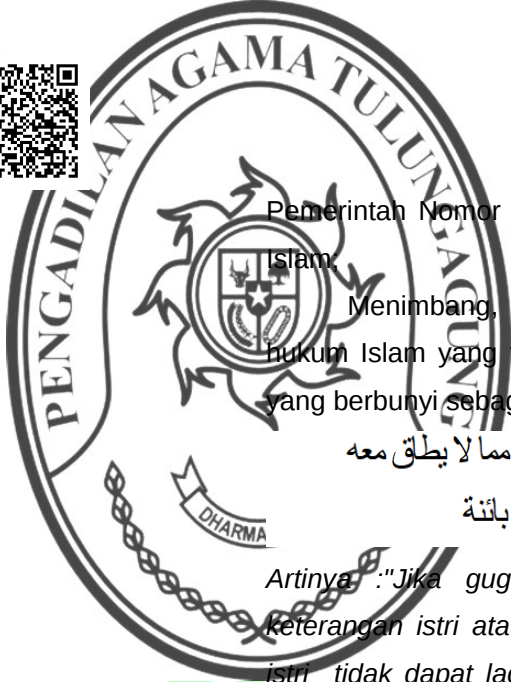 PENGADILAN AGAMA TULUNGAGUNG
DHARMA
Pemerintah Nomor
Islam;
Menimbang,
hukum Islam yang
yang berbunyi sebag
مما لا يطاق معه
بائنة
Artinya :"Jika gug
keterangan istri ata
istri tidak dapat lag